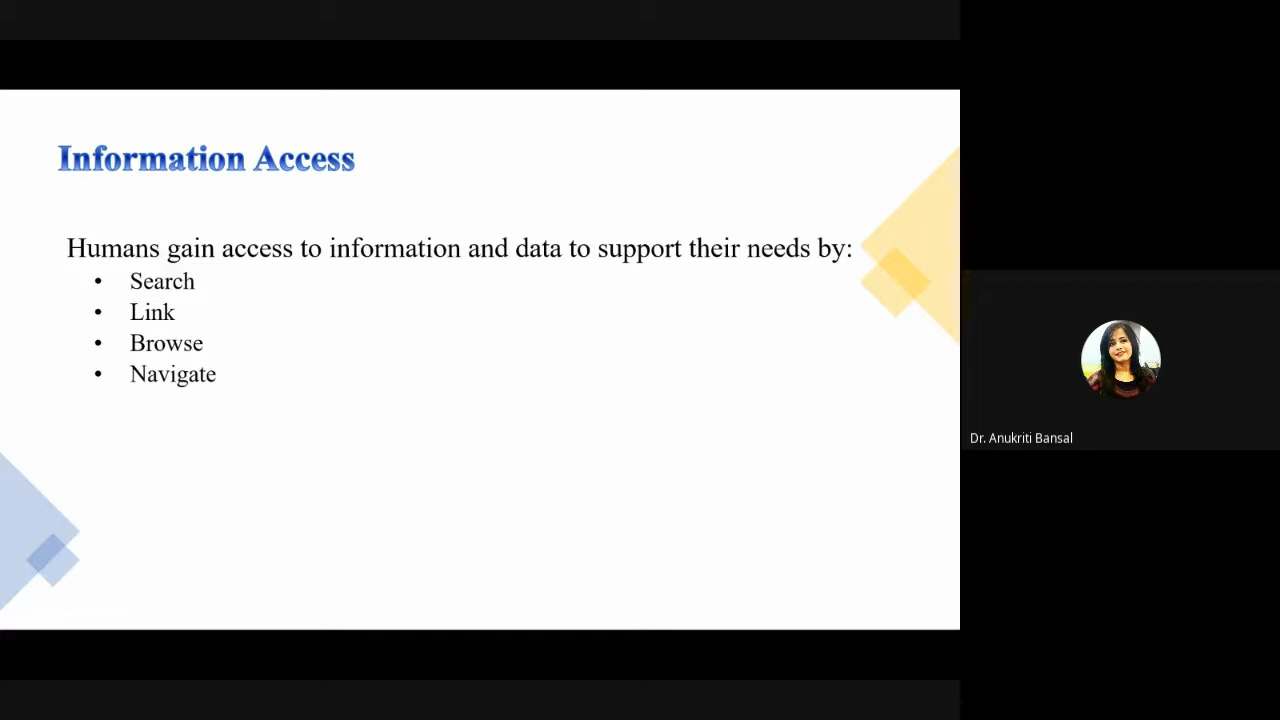 Information Access
Humans gain access to information and data to support their needs by:
• Search
• Link
• Browse
• Navigate
Dr. Anukriti Bansal